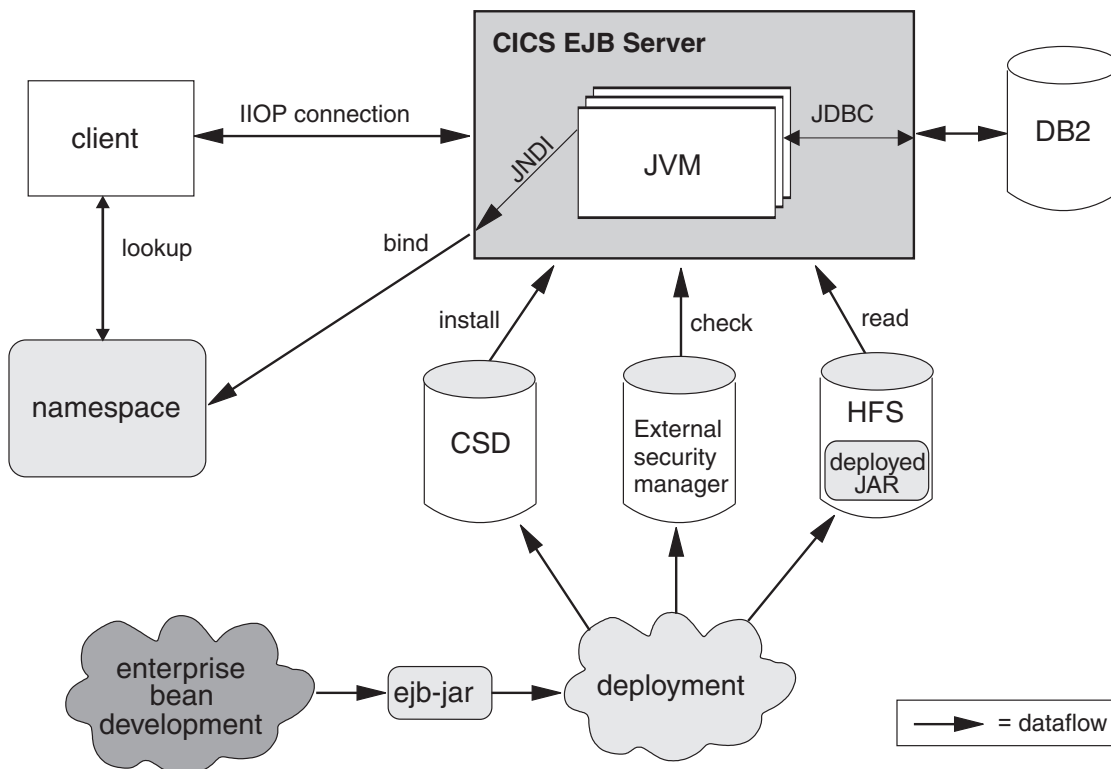 CICS EJB Server
client
IIOP connection
JNDI
JVM
JDBC
DB2
lookup
bind
namespace
install
check
read
CSD
External
security
manager
HFS
deployed
JAR
enterprise
bean
development
ejb-jar
deployment
= dataflow